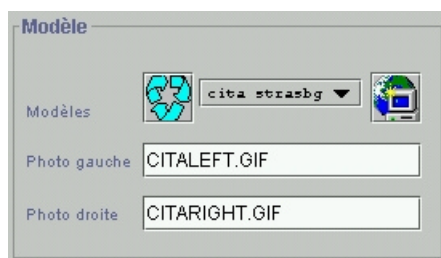 Modèle
Modèles cita strasbg
Photo gauche CITALEFT.GIF
Photo droite CITARIGHT.GIF